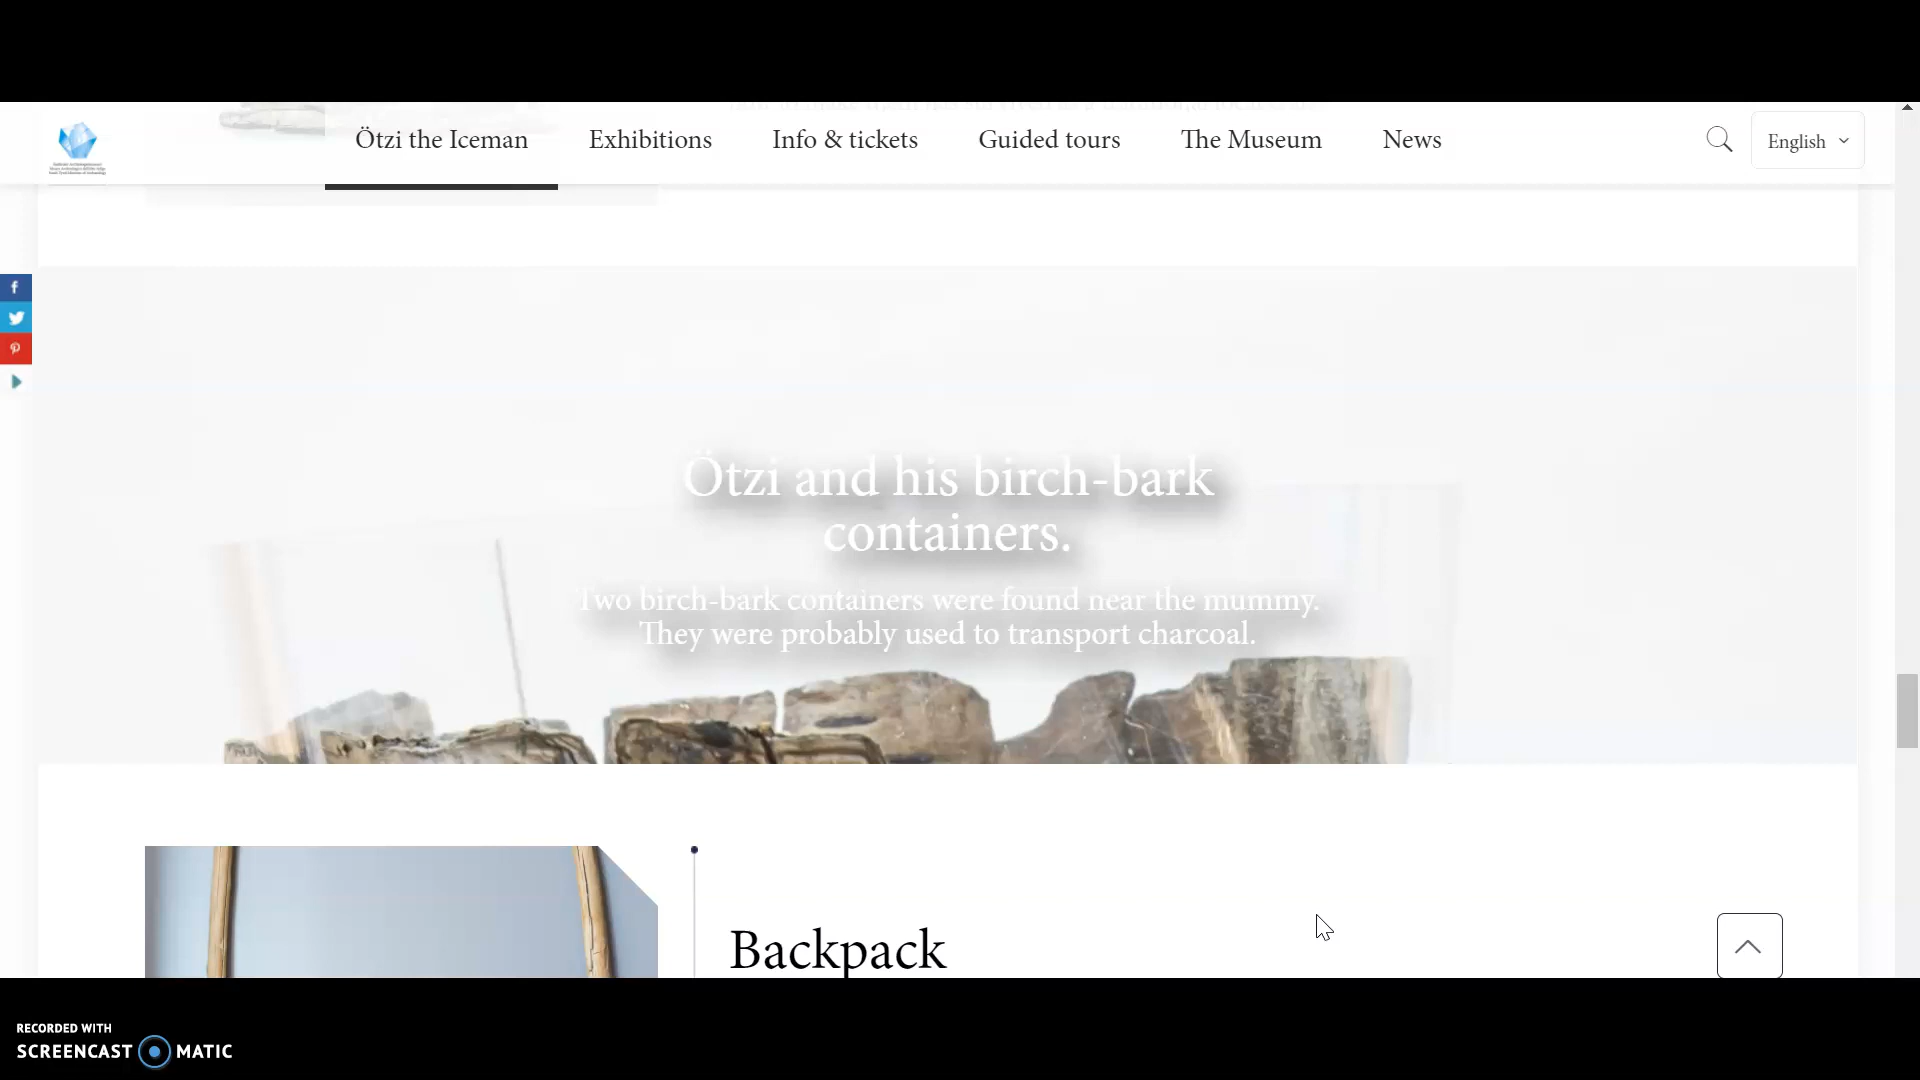 Ötzi the Iceman
Exhibitions
Info & tickets
Guided tours
The Museum
News
English
Ötzi and his birch-bark
containers.
Two birch-bark containers were found near the mummy.
They were probably used to transport charcoal.
Backpack
RECORDED WITH
SCREENCAST MATIC